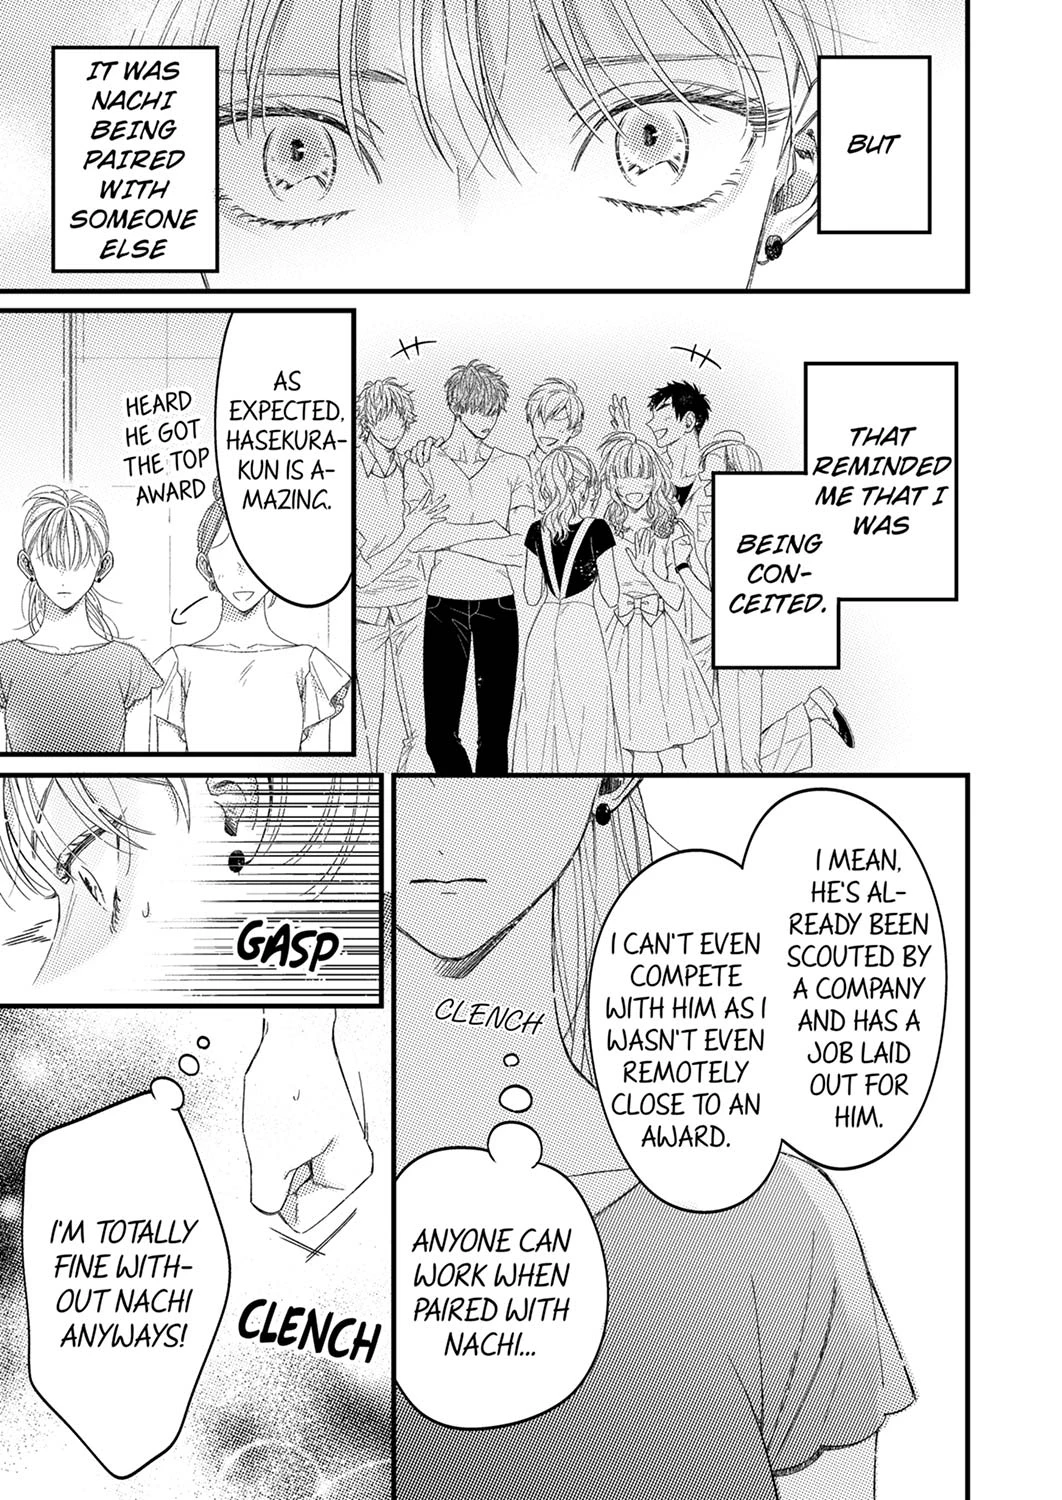 BUT
IT WAS
NACHI
BEING
PAIRED
WITH
SOMEONE
ELSE
THAT
REMINDED
ME THAT I
WAS
BEING
CON-
CEITED.
AS
EXPECTED,
HASEKURA-
KUN IS A-
MAZING.
HEARD
HE GOT
THE TOP
AWARD
I MEAN,
HE'S AL-
READY BEEN
SCOUTED BY
A COMPANY
AND HAS A
JOB LAID
OUT FOR
HIM.
I CAN'T EVEN
COMPETE
WITH HIM AS I
WASN'T EVEN
REMOTELY
CLOSE TO AN
AWARD.
CLENCH
ANYONE CAN
WORK WHEN
PAIRED WITH
NACHI...
GASP
CLENCH
I'M TOTALLY
FINE WITH-
OUT NACHI
ANYWAYS!